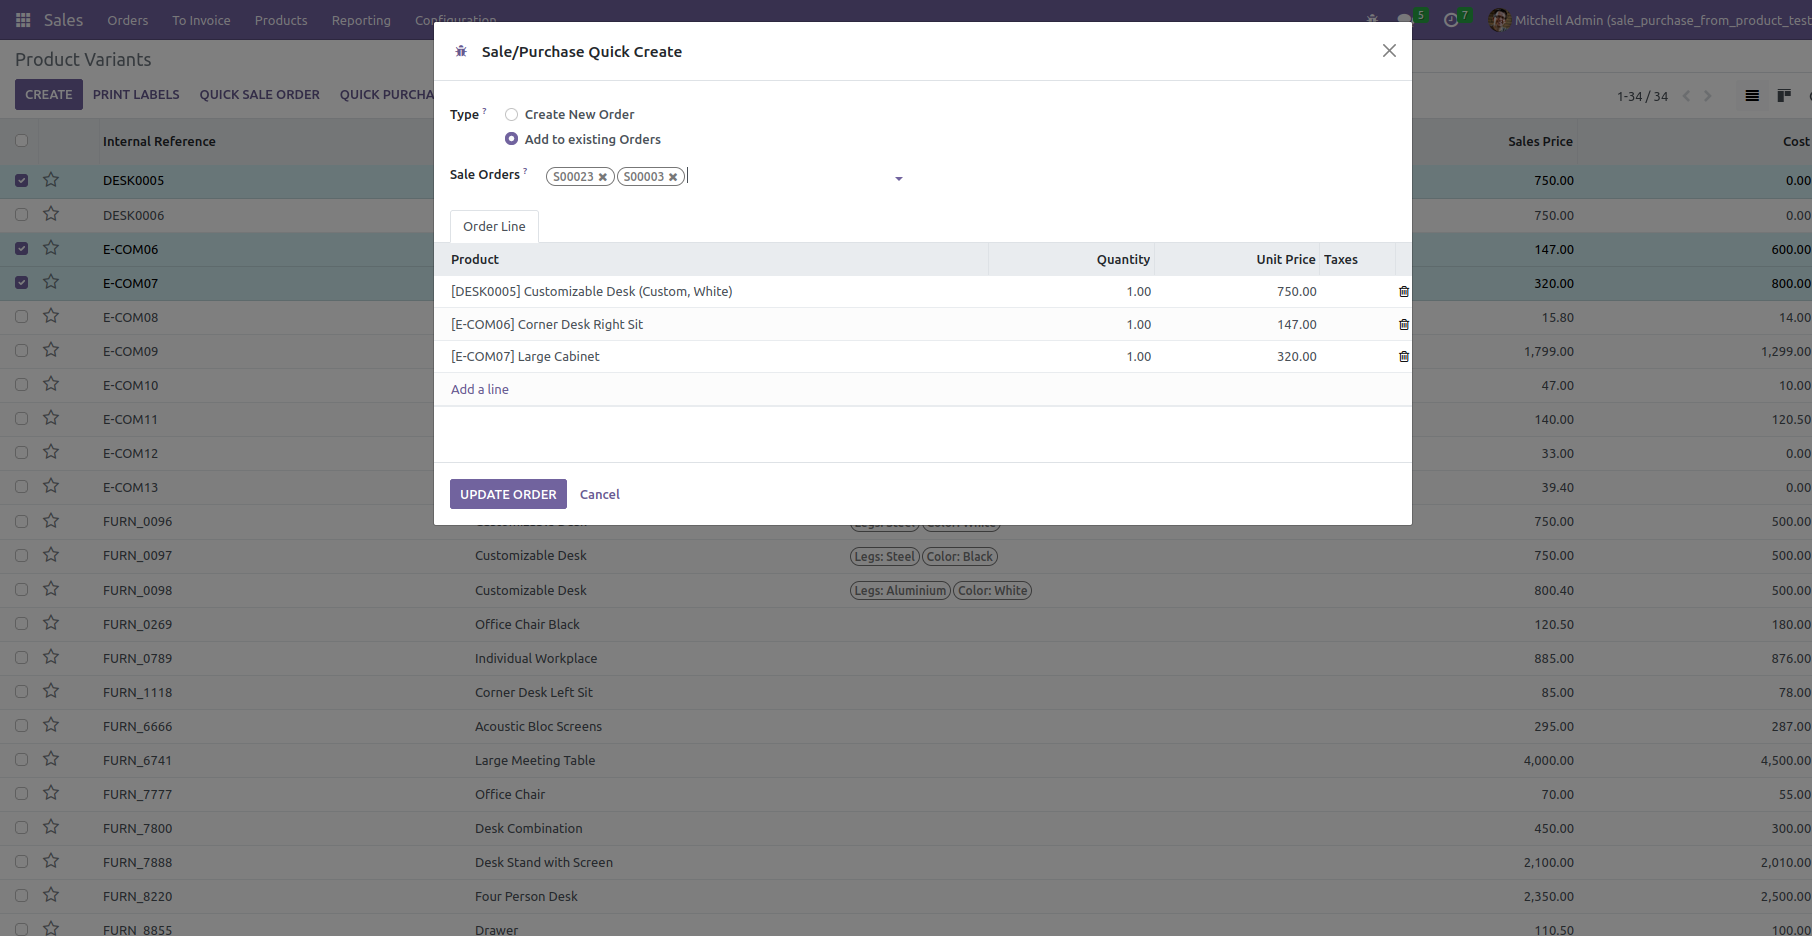 Sales Orders To Invoice Products Reporting Configuration 5 7 Mitchell Admin (sale_purchase_from_product_test
Product Variants
CREATE PRINT LABELS QUICK SALE ORDER QUICK PURCHA 1-34 / 34
Sale/Purchase Quick Create
Type ? Create New Order
Add to existing Orders
Sale Orders ? S00023 S00003
Order Line
Product Quantity Unit Price Taxes
[DESK0005] Customizable Desk (Custom, White) 1.00 750.00
[E-COM06] Corner Desk Right Sit 1.00 147.00
[E-COM07] Large Cabinet 1.00 320.00
Add a line
UPDATE ORDER Cancel
Internal Reference Sales Price Cost
DESK0005 750.00 0.00
DESK0006 750.00 0.00
E-COM06 147.00 600.00
E-COM07 320.00 800.00
E-COM08 15.80 14.00
E-COM09 1,799.00 1,299.00
E-COM10 47.00 10.00
E-COM11 140.00 120.50
E-COM12 33.00 0.00
E-COM13 39.40 0.00
FURN_0096 Customizable Desk Legs: Steel Color: White 750.00 500.00
FURN_0097 Customizable Desk Legs: Steel Color: Black 750.00 500.00
FURN_0098 Customizable Desk Legs: Aluminium Color: White 800.40 500.00
FURN_0269 Office Chair Black 120.50 180.00
FURN_0789 Individual Workplace 885.00 876.00
FURN_1118 Corner Desk Left Sit 85.00 78.00
FURN_6666 Acoustic Bloc Screens 295.00 287.00
FURN_6741 Large Meeting Table 4,000.00 4,500.00
FURN_7777 Office Chair 70.00 55.00
FURN_7800 Desk Combination 450.00 300.00
FURN_7888 Desk Stand with Screen 2,100.00 2,010.00
FURN_8220 Four Person Desk 2,350.00 2,500.00
FURN_8855 Drawer 110.50 100.00